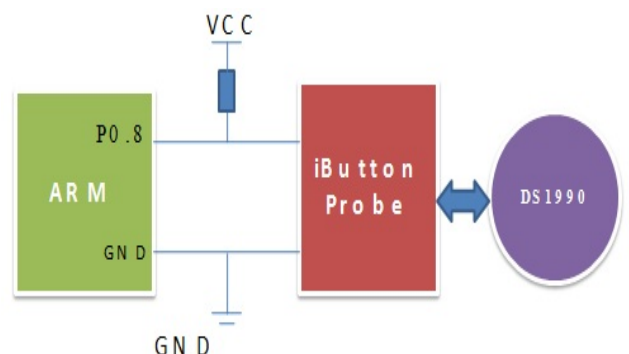 VCC
P0.8
ARM
GND
GND
iButton
Probe
DS1990